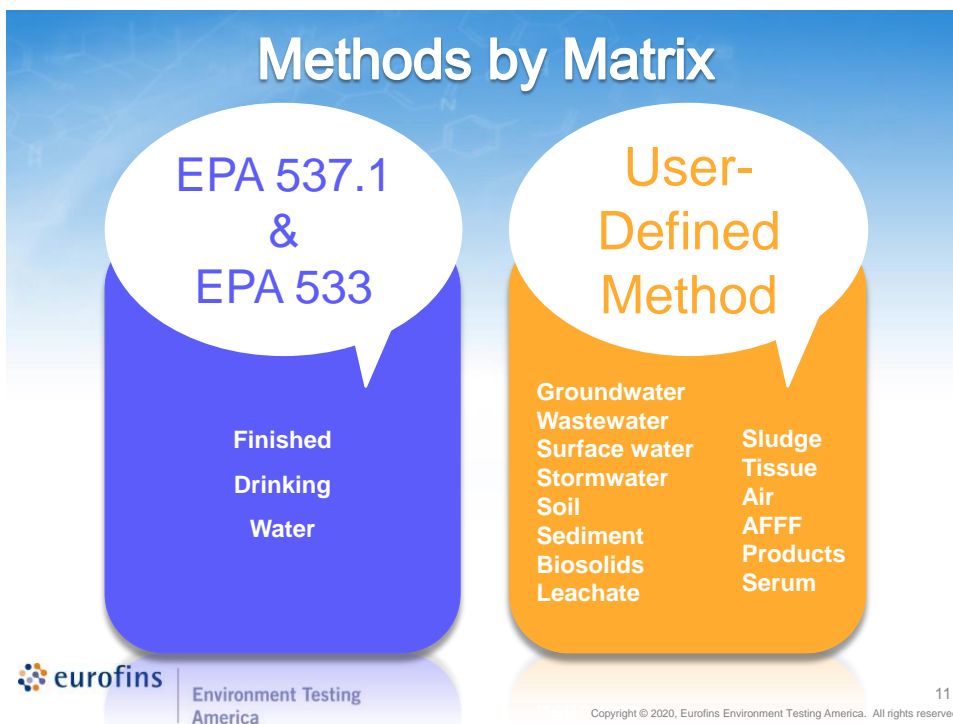 Methods by Matrix
EPA 537.1
&
EPA 533
Finished
Drinking
Water
User-
Defined
Method
Groundwater
Wastewater
Surface water
Stormwater
Soil
Sediment
Biosolids
Leachate
Sludge
Tissue
Air
AFFF
Products
Serum
eurofins
Environment Testing
America
11
Copyright © 2020, Eurofins Environment Testing America. All rights reserve